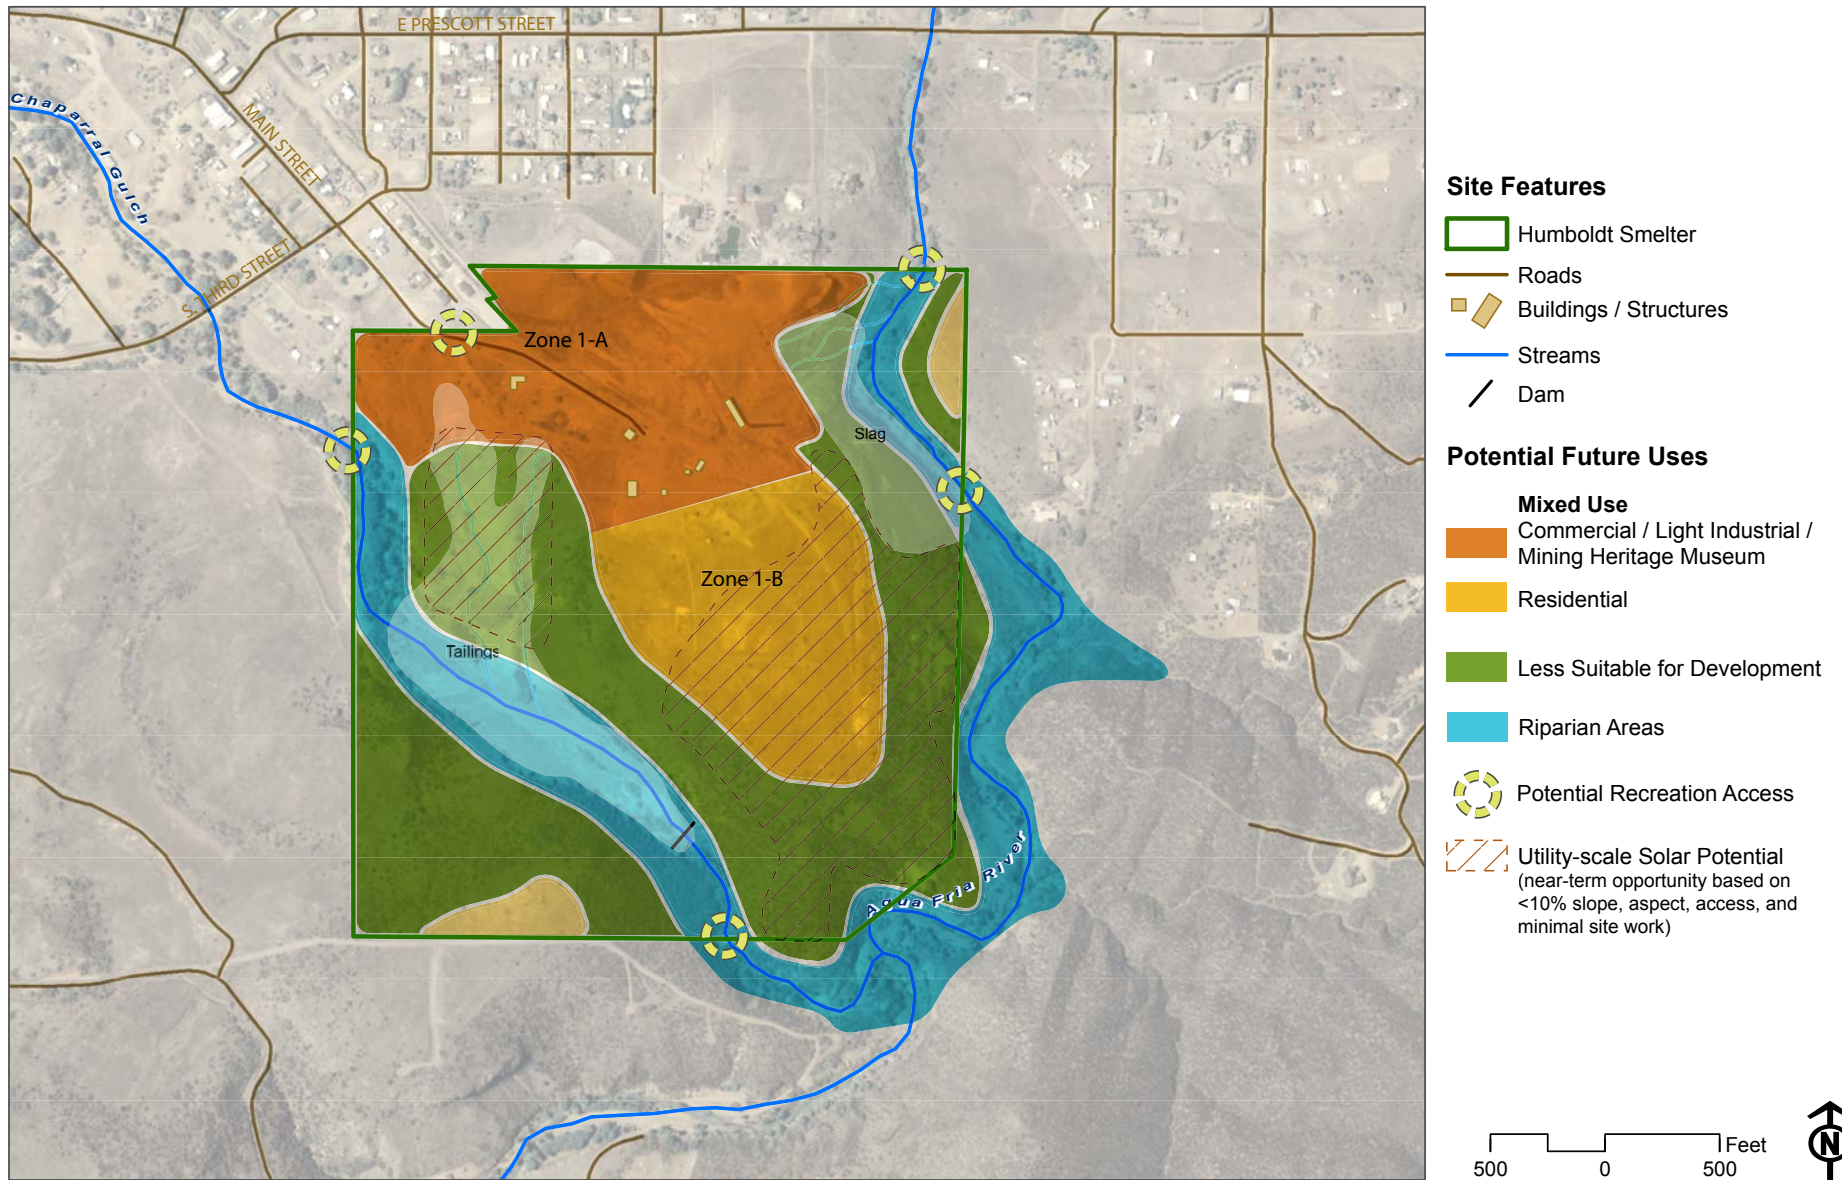 E PRESCOTT STREET
Chaparral Gulch
MAIN STREET
S. THIRD STREET
Zone 1-A
Slag
Zone 1-B
Tailings
Agua Fria River
Site Features
Humboldt Smelter
Roads
Buildings / Structures
Streams
Dam
Potential Future Uses
Mixed Use
Commercial / Light Industrial /
Mining Heritage Museum
Residential
Less Suitable for Development
Riparian Areas
Potential Recreation Access
Utility-scale Solar Potential
(near-term opportunity based on
<10% slope, aspect, access, and
minimal site work)
Feet
500 0 500
N